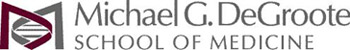 Michael G. DeGroote
SCHOOL OF MEDICINE